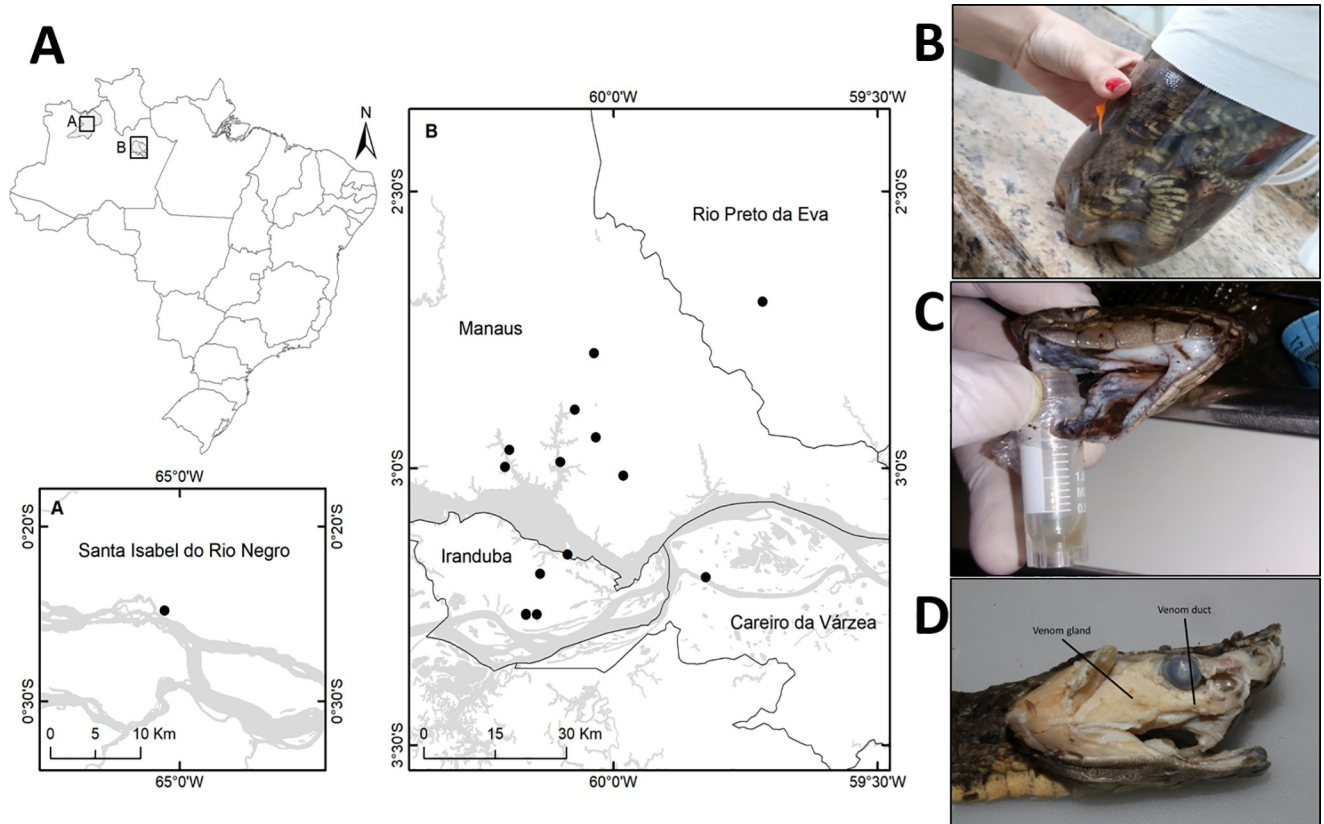 A
N
A
B
65°0'W
A
0°20'S
0°20'S
Santa Isabel do Rio Negro
0°30'S
0°30'S
0 5 10 Km
65°0'W
60°0'W
59°30'W
B
2°30'S
2°30'S
Rio Preto da Eva
Manaus
3°0'S
3°0'S
Iranduba
Careiro da Várzea
3°30'S
3°30'S
0 15 30 Km
60°0'W
59°30'W
B
C
D
Venom duct
Venom gland